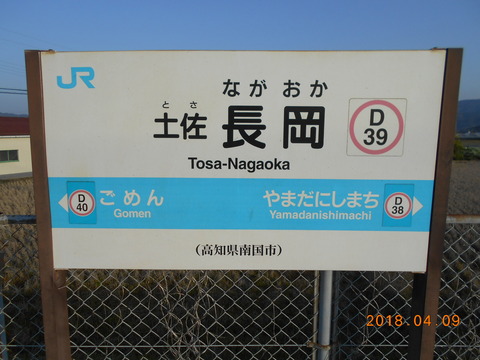 JR
ながおか
とさ
土佐 長岡
D
39
Tosa-Nagaoka
D
40
ごめん
Gomen
やまだにしまち
Yamadanishimachi
D
38
(高知県南国市)
2018.04.09